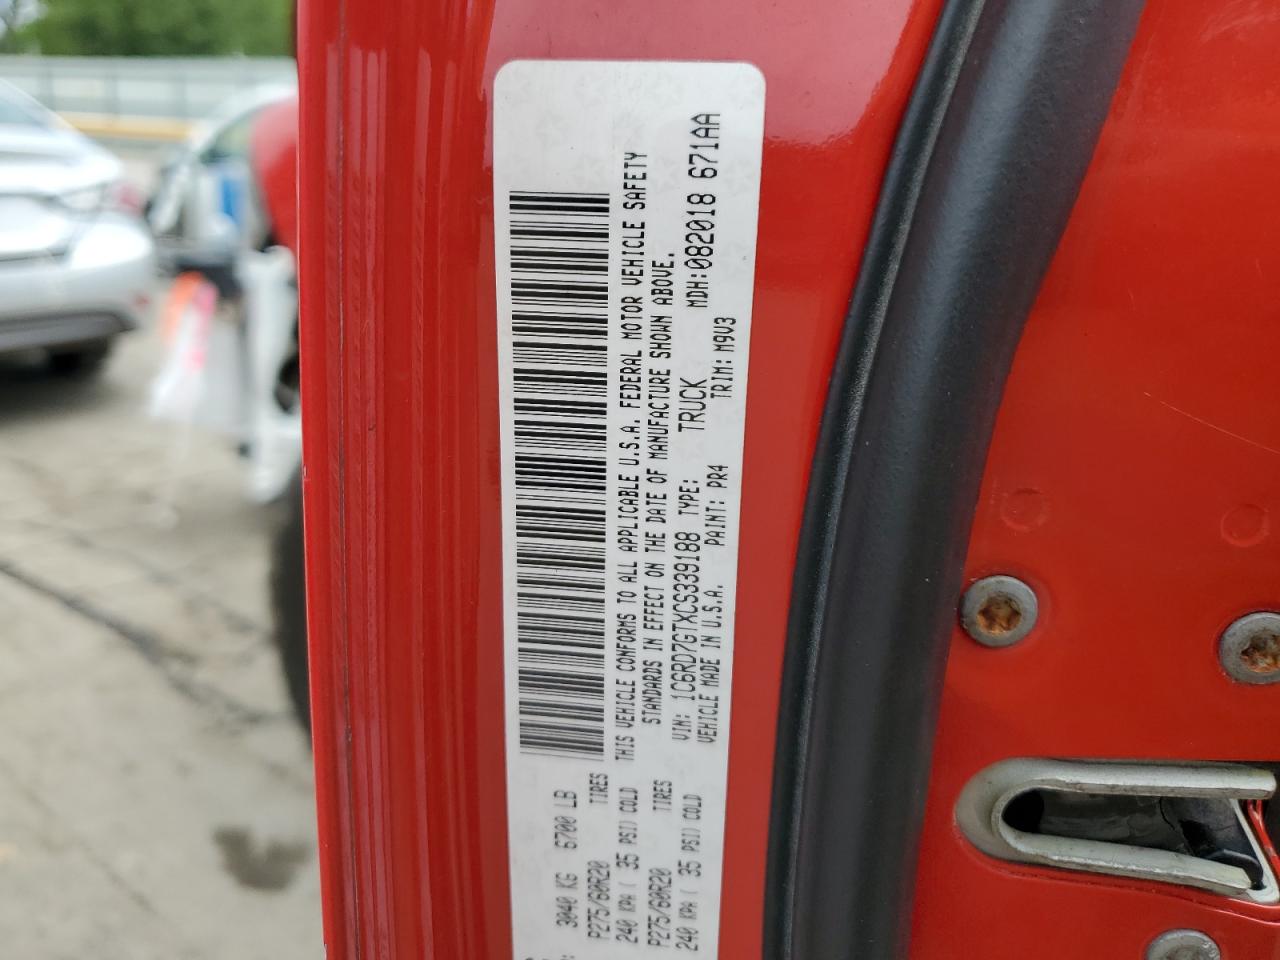 3040 KG 6700 LB
P275/60R20 TIRES
240 KPA ( 35 PSI) COLD
P275/60R20 TIRES
240 KPA ( 35 PSI) COLD
THIS VEHICLE CONFORMS TO ALL APPLICABLE U.S.A. FEDERAL MOTOR VEHICLE SAFETY
STANDARDS IN EFFECT ON THE DATE OF MANUFACTURE SHOWN ABOVE.
VIN: 1C6RD7GTXCS339188 TYPE: TRUCK MDH:082018 671AA
VEHICLE MADE IN U.S.A. PAINT: PR4 TRIM: M9V3